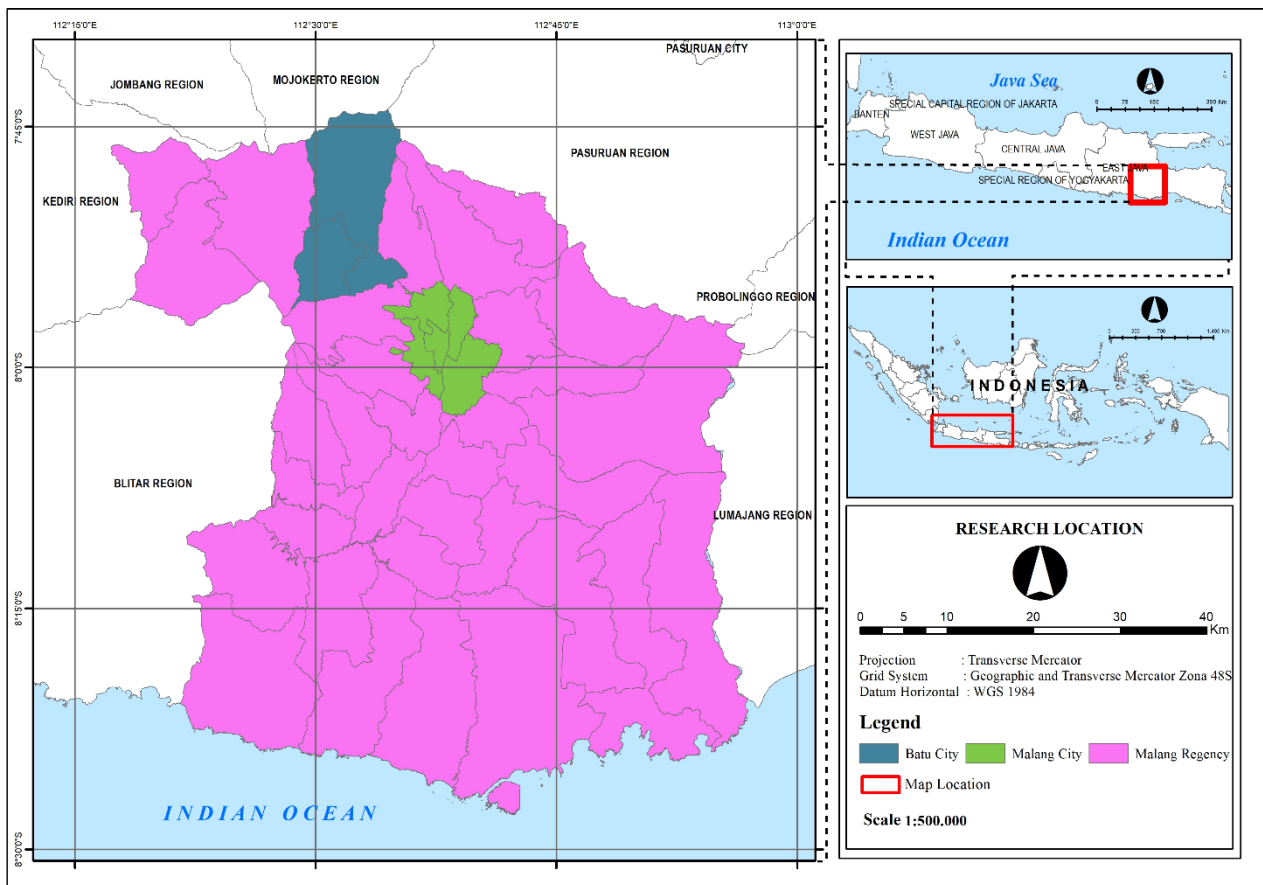 112°15'0"E
112°30'0"E
112°45'0"E
113°0'0"E
7°45'0"S
8°0'0"S
8°15'0"S
8°30'0"S
PASURUAN CITY
MOJOKERTO REGION
JOMBANG REGION
PASURUAN REGION
KEDIRI REGION
PROBOLINGGO REGION
BLITAR REGION
LUMAJANG REGION
INDIAN OCEAN
Java Sea
SPECIAL CAPITAL REGION OF JAKARTA
BANTEN
WEST JAVA
CENTRAL JAVA
EAST JAVA
SPECIAL REGION OF YOGYAKARTA
Indian Ocean
INDONESIA
RESEARCH LOCATION
0 5 10 20 30 40
Km
Projection : Transverse Mercator
Grid System : Geographic and Transverse Mercator Zona 48S
Datum Horizontal : WGS 1984
Legend
Batu City Malang City Malang Regency
Map Location
Scale 1:500.000